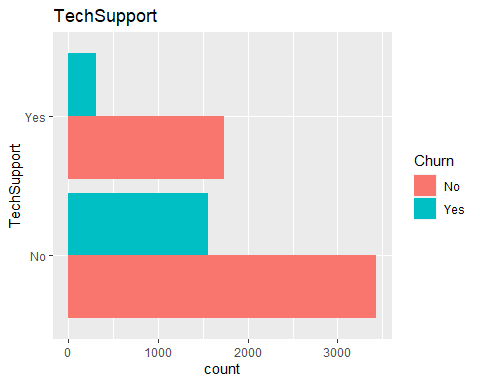 TechSupport
Yes
No
TechSupport
0
1000
2000
3000
count
Churn
No
Yes